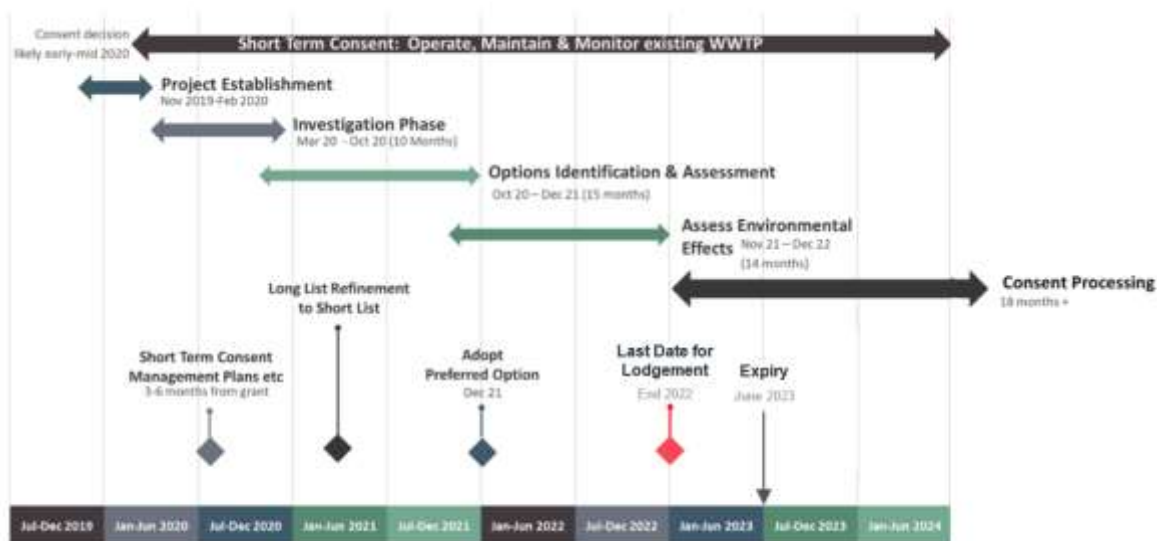 Consent decision
likely early-mid 2020
Short Term Consent: Operate, Maintain & Monitor existing WWTP
Project Establishment
Nov 2019-Feb 2020
Investigation Phase
Mar 20 - Oct 20 (10 Months)
Options Identification & Assessment
Oct 20 – Dec 21 (15 months)
Assess Environmental
Effects Nov 21 – Dec 22
(14 months)
Consent Processing
18 months +
Long List Refinement
to Short List
Short Term Consent
Management Plans etc
3-6 months from grant
Adopt
Preferred Option
Dec 21
Last Date for
Lodgement
End 2022
Expiry
June 2023
Jul-Dec 2019 Jan-Jun 2020 Jul-Dec 2020 Jan-Jun 2021 Jul-Dec 2021 Jan-Jun 2022 Jul-Dec 2022 Jan-Jun 2023 Jul-Dec 2023 Jan-Jun 2024